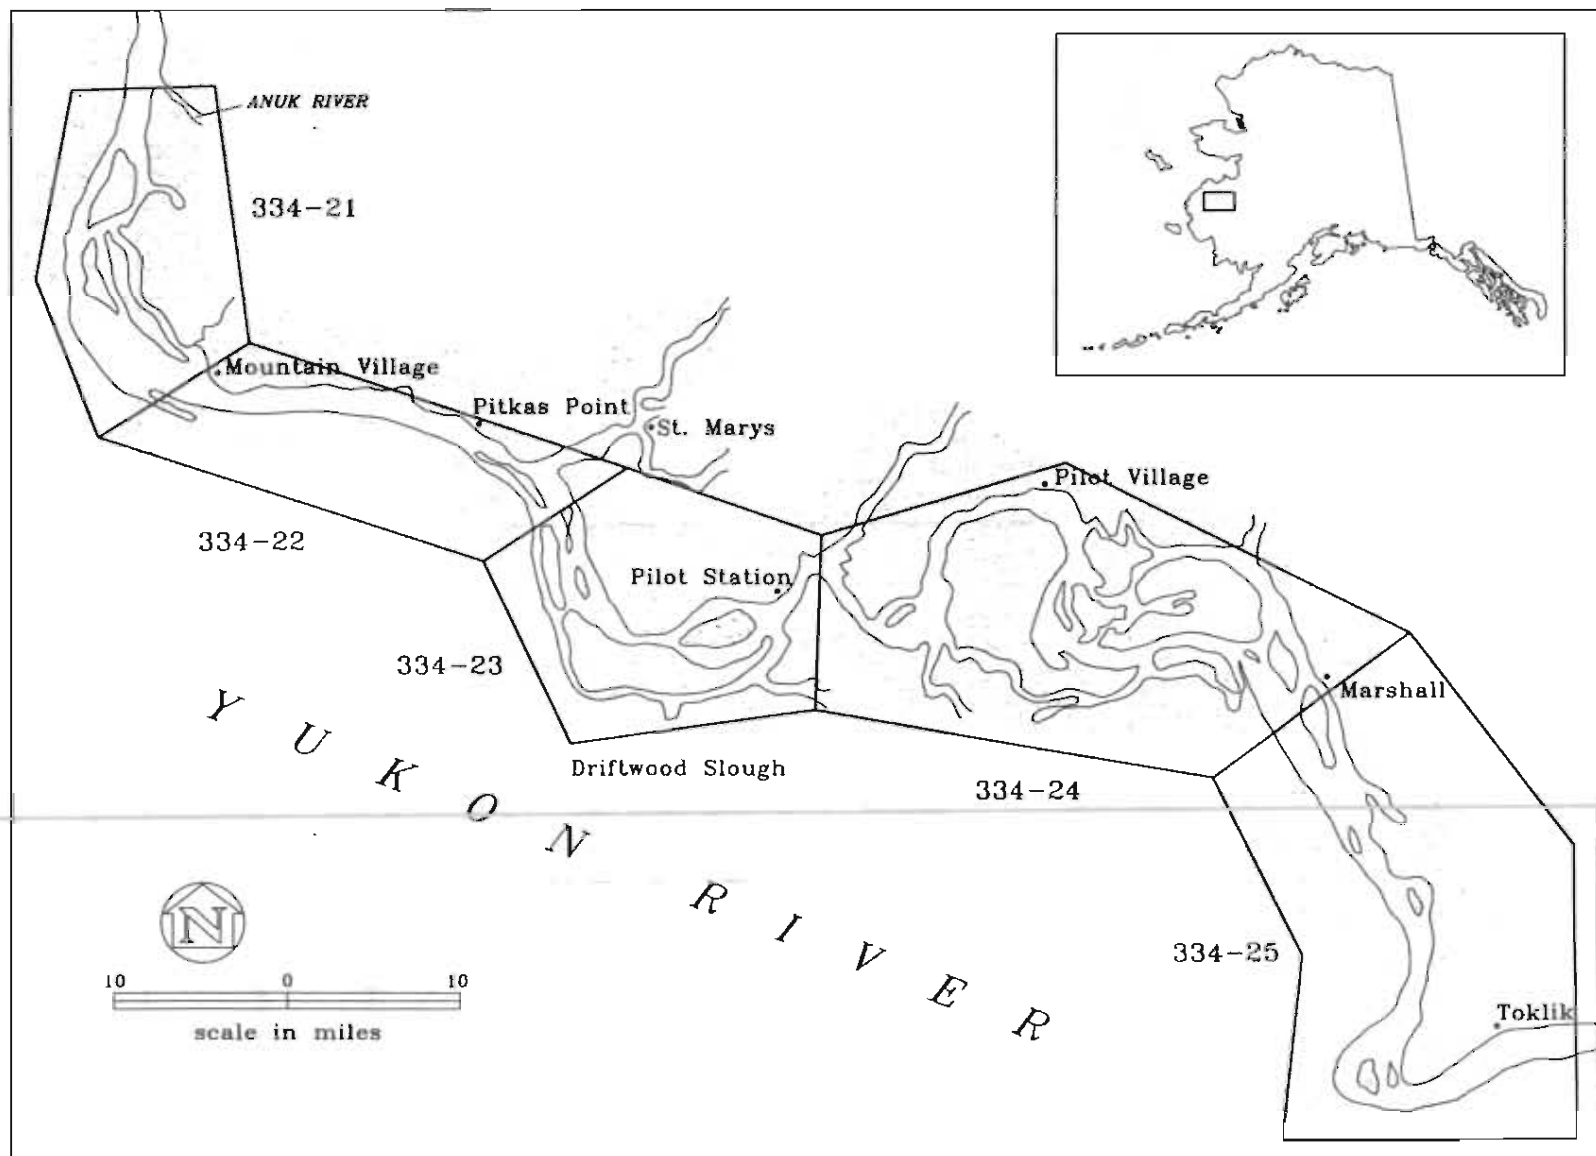 ANUK RIVER
334-21
Mountain Village
Pitkas Point
St. Marys
Pilot Village
334-22
Pilot Station
334-23
Marshall
Driftwood Slough
334-24
YUKON RIVER
334-25
N
10 0 10
scale in miles
Toklik